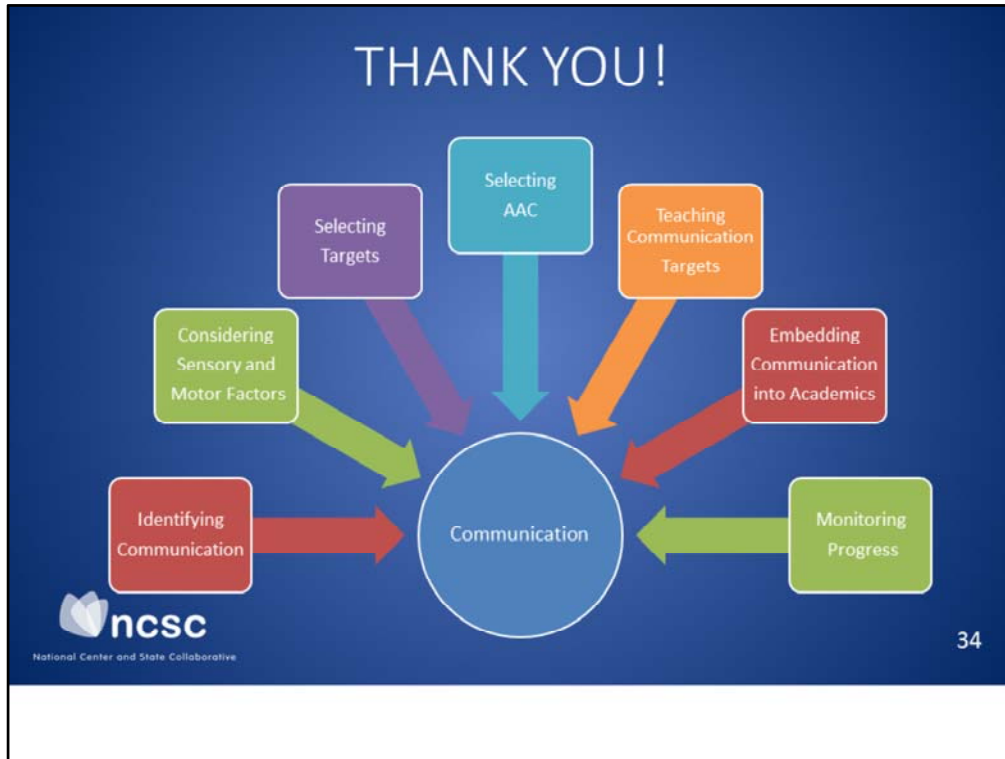 THANK YOU!
Selecting
AAC
Selecting
Targets
Teaching
Communication
Targets
Considering
Sensory and
Motor Factors
Embedding
Communication
into Academics
Identifying
Communication
Communication
Monitoring
Progress
ncsc
National Center and State Collaborative
34